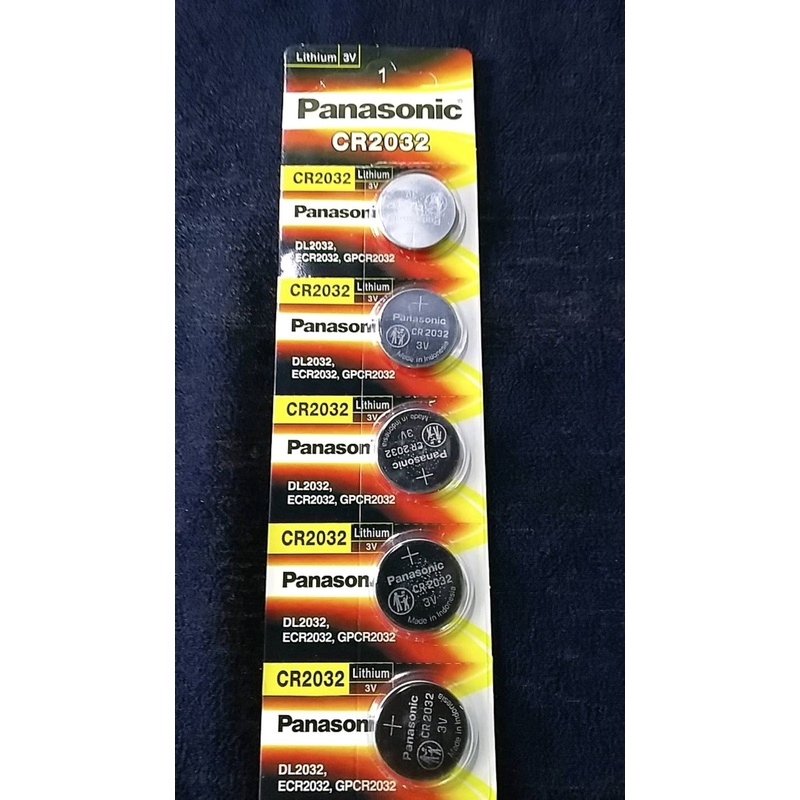 Lithium 3V
1
Panasonic
CR2032
CR2032 Lithium 3V
Panasoni
DL2032,
ECR2032, GPCR2032
CR2032 Lithium 3V
Panasoni
Panasonic
CR 2032
3V
Made in Indonesia
DL2032,
ECR2032, GPCR2032
CR2032 Lithium 3V
Panason
Panasonic
CR 2032
3V
Made in Indonesia
DL2032,
ECR2032, GPCR2032
CR2032 Lithium 3V
Panason
Panasonic
CR 2032
3V
Made in Indonesia
DL2032,
ECR2032, GPCR2032
CR2032 Lithium 3V
Panasoni
Panasonic
CR 2032
3V
Made in Indonesia
DL2032,
ECR2032, GPCR2032